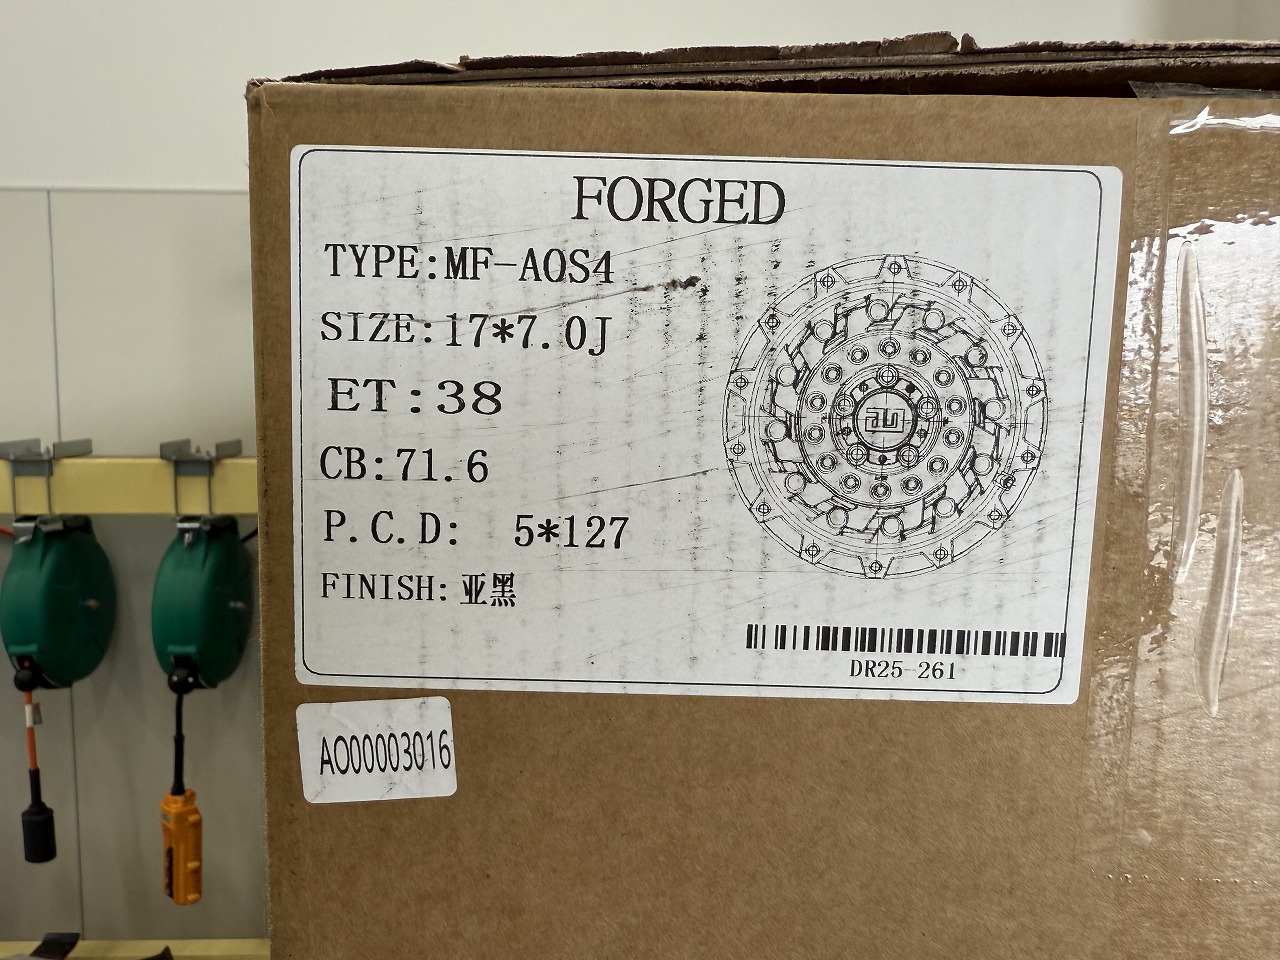 FORGED
TYPE:MF-AOS4
SIZE:17*7.0J
ET:38
CB:71.6
P.C.D: 5*127
FINISH:亚黑
DR25-261
AO00003016